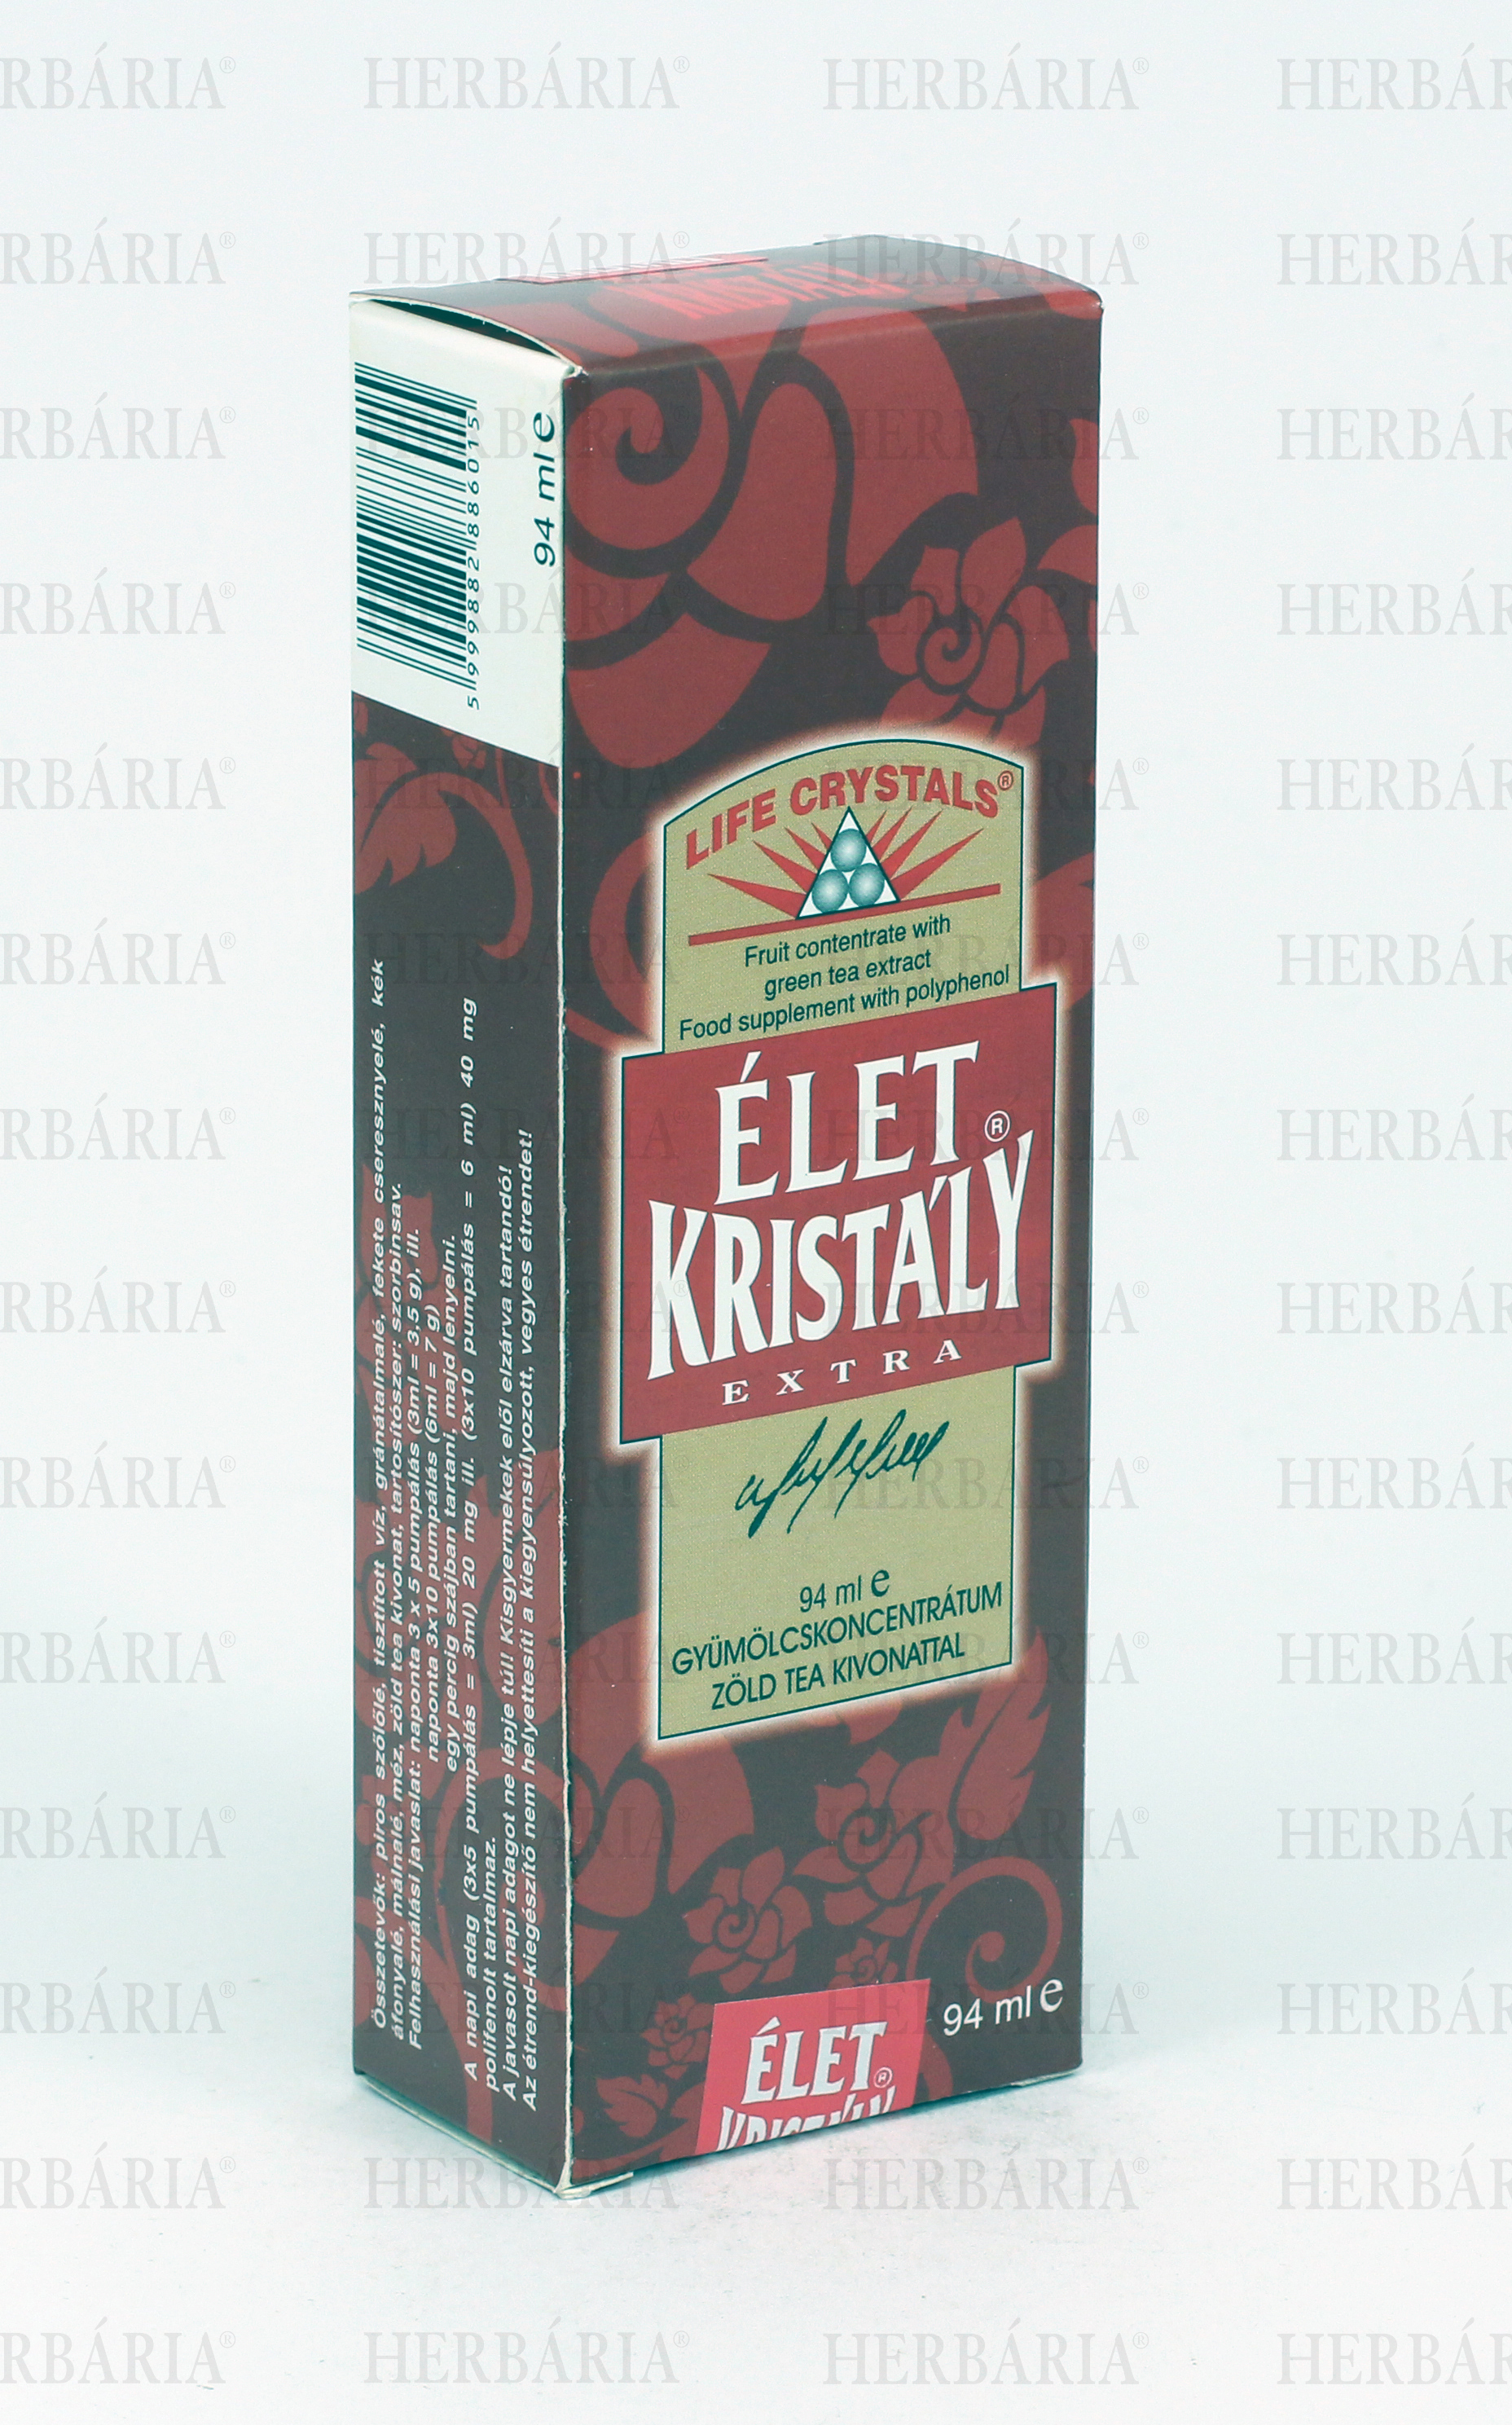 LIFE CRYSTALS®
Fruit contentrate with
green tea extract
Food supplement with polyphenol
ÉLET®
KRISTÁLY
EXTRA
94 ml e
GYÜMÖLCSKONCENTRÁTUM
ZÖLD TEA KIVONATTAL
94 ml e
ÉLET®
KRISTÁLY
KRISTÁLY
94 ml e
5 999882 886015
Összetevők: piros szőlőlé, tisztított víz, gránátalmalé, fekete cseresznyelé, kék
áfonyalé, málnalé, méz, zöld tea kivonat, tartosítószer: szorbinsav.
Felhasználási javaslat: naponta 3 x 5 pumpálás (3ml = 3,5 g), ill.
naponta 3x10 pumpálás (6ml = 7 g)
egy percig szájban tartani, majd lenyelni.
A napi adag (3x5 pumpálás = 3ml) 20 mg ill. (3x10 pumpálás = 6 ml) 40 mg
polifenolt tartalmaz.
A javasolt napi adagot ne lépje túl! Kisgyermekek elől elzárva tartandó!
Az étrend-kiegészítő nem helyettesíti a kiegyensúlyozott, vegyes étrendet!
HERBÁRIA®